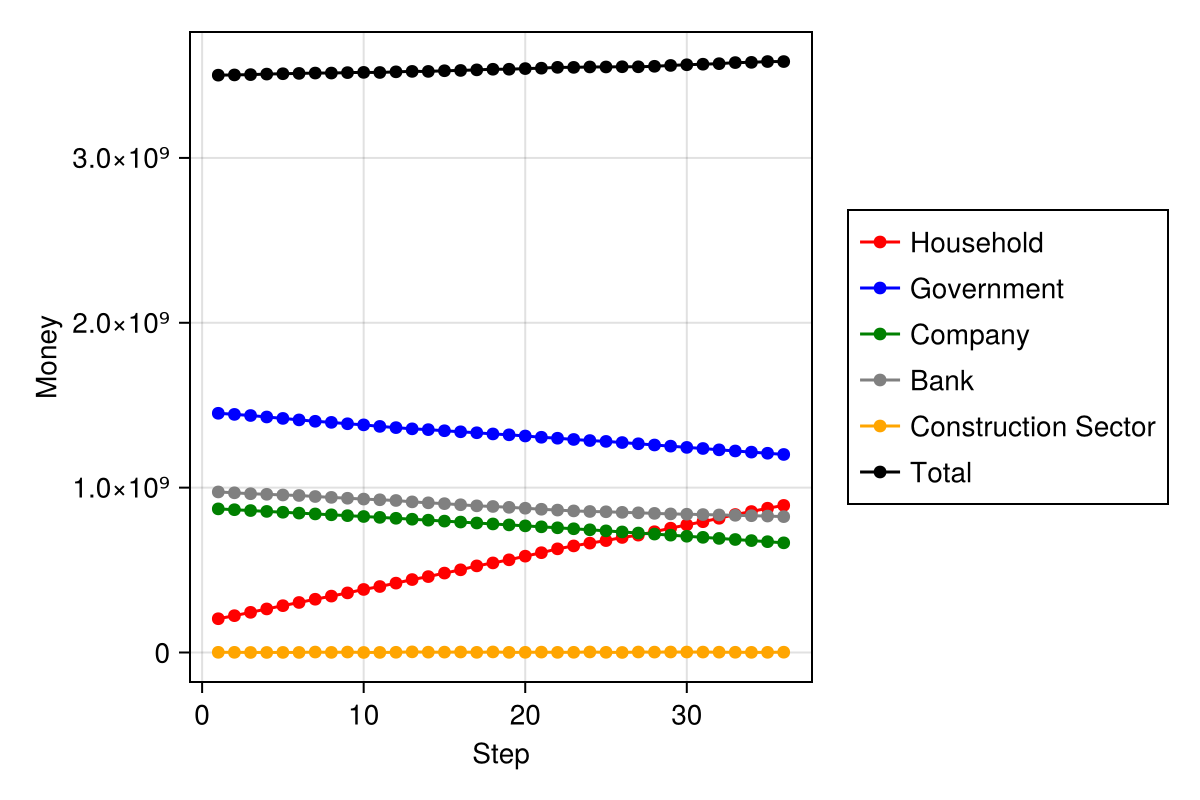 3.0×10⁹
2.0×10⁹
1.0×10⁹
0
Money
0 10 20 30
Step
Household
Government
Company
Bank
Construction Sector
Total